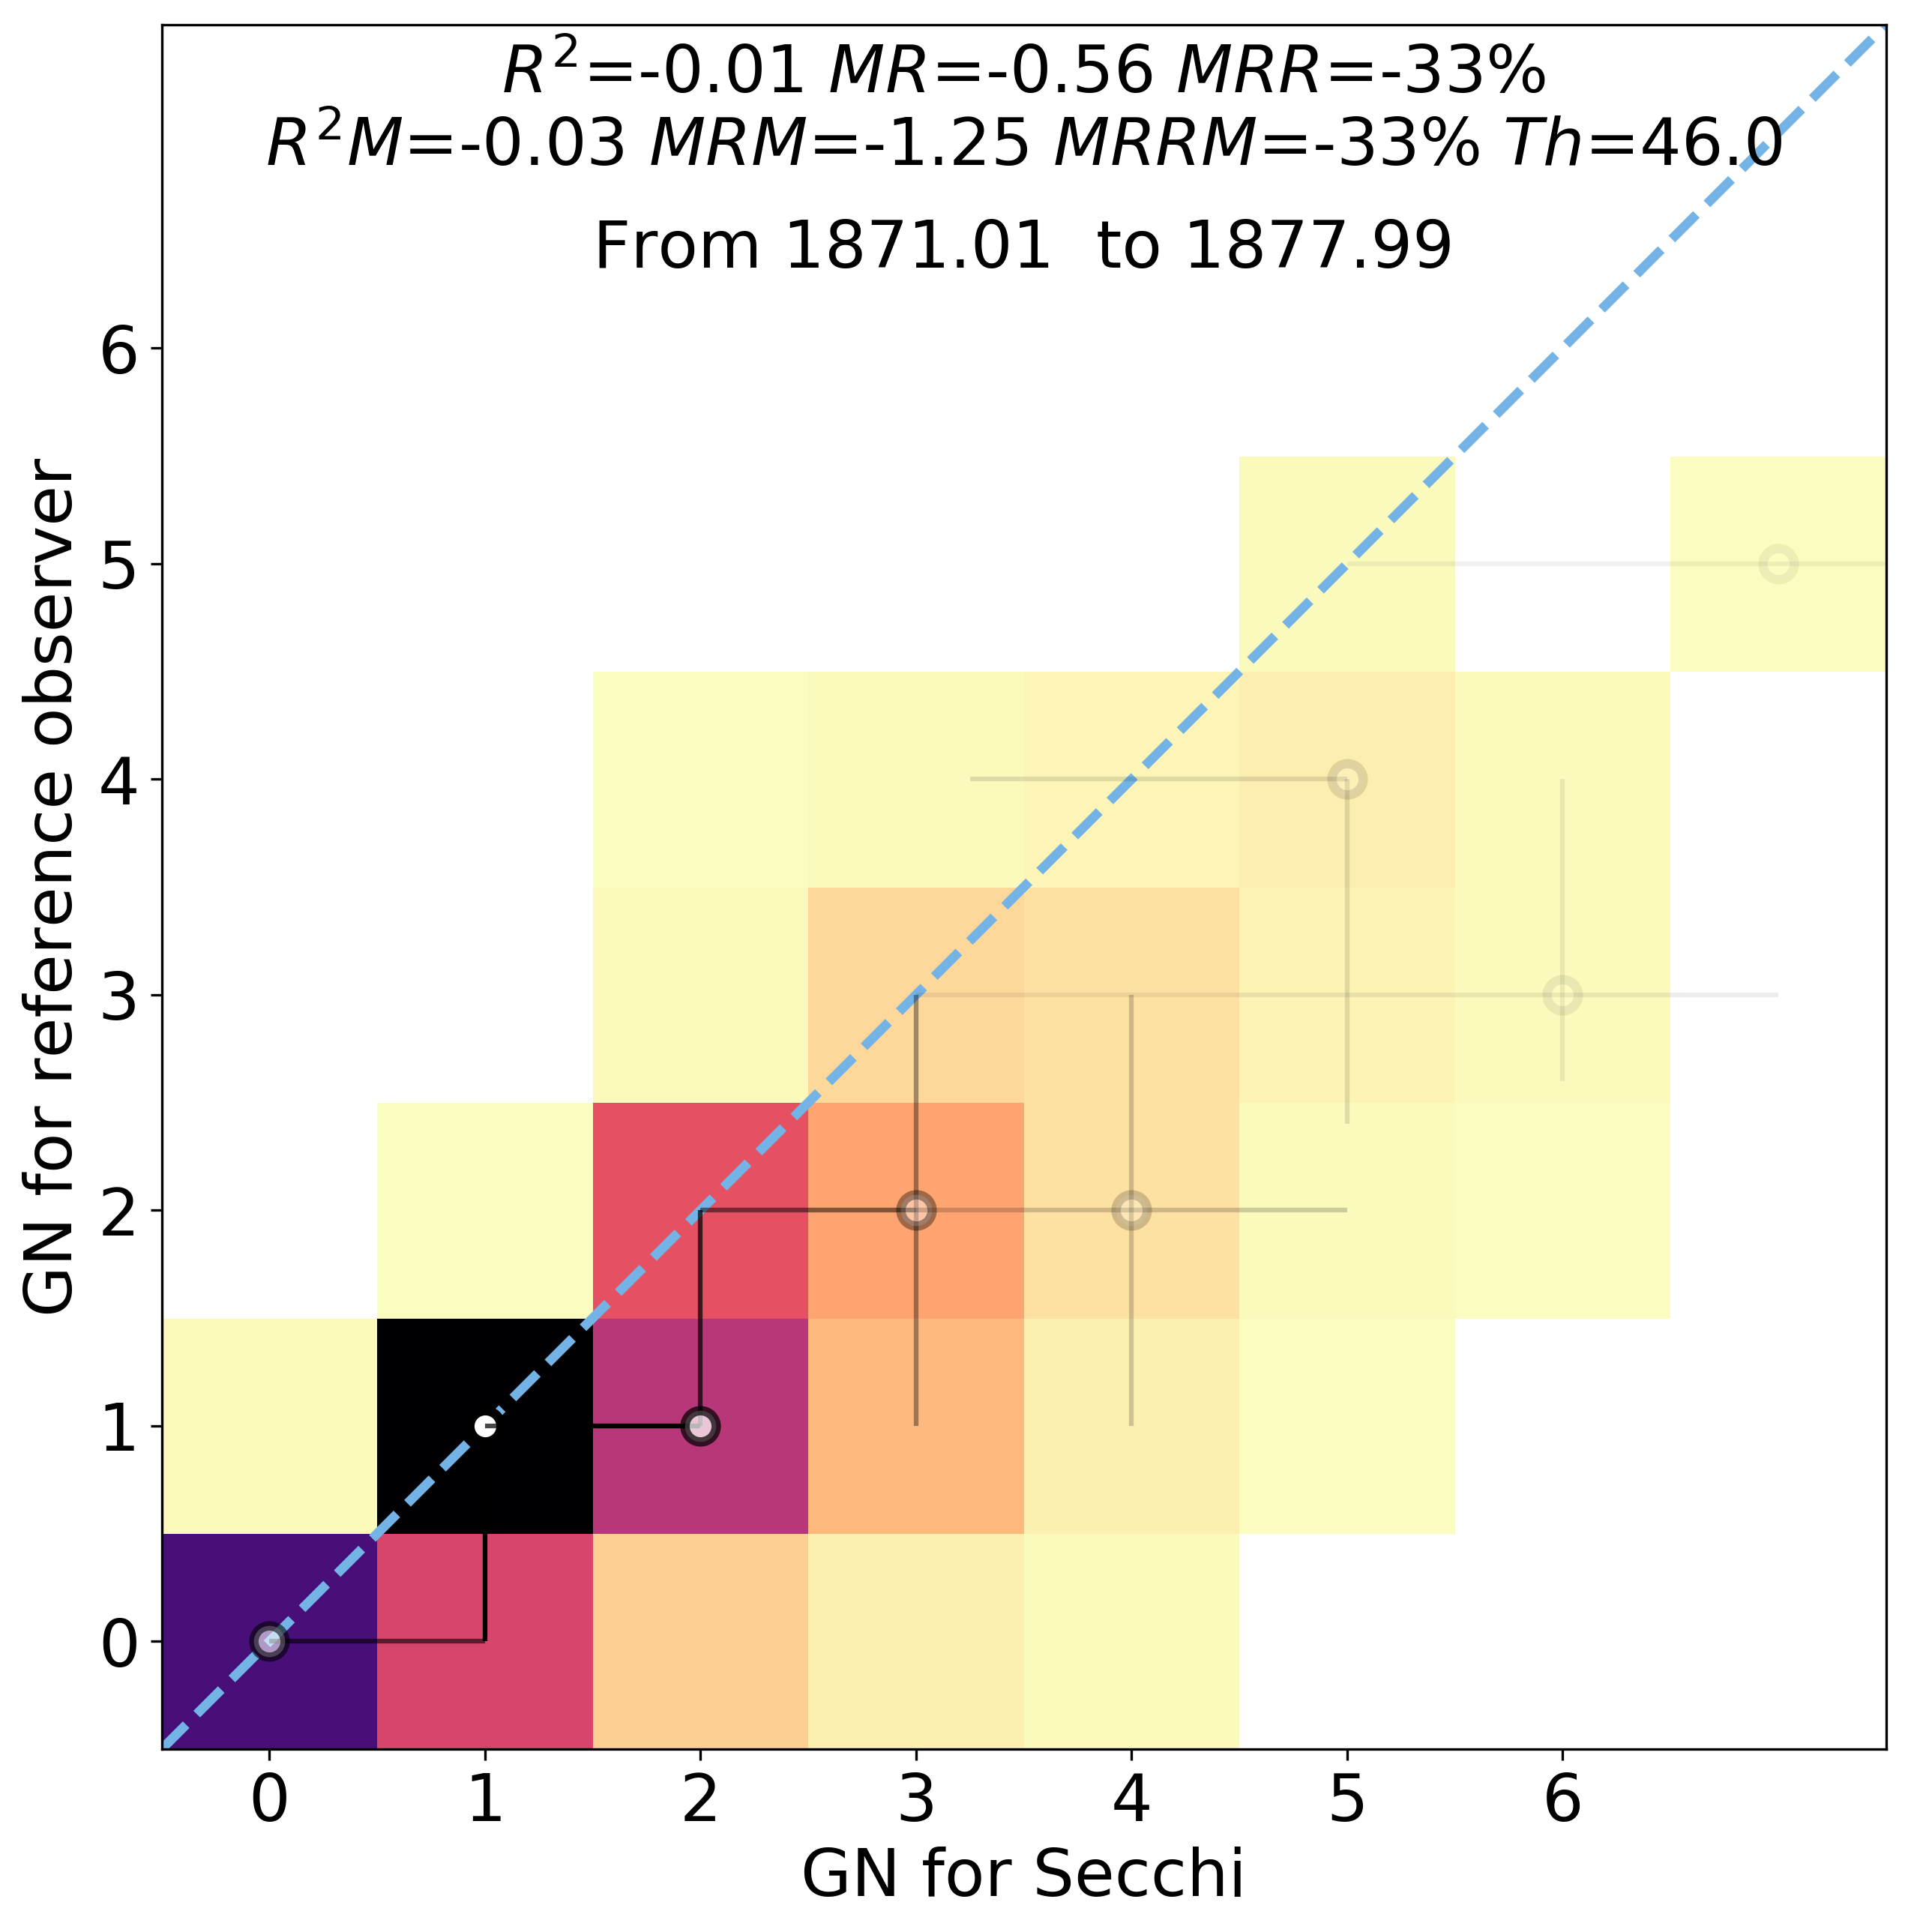 R²=-0.01 MR=-0.56 MRR=-33%
R²M=-0.03 MRM=-1.25 MRRM=-33% Th=46.0
From 1871.01 to 1877.99
GN for reference observer
6
5
4
3
2
1
0
0 1 2 3 4 5 6
GN for Secchi